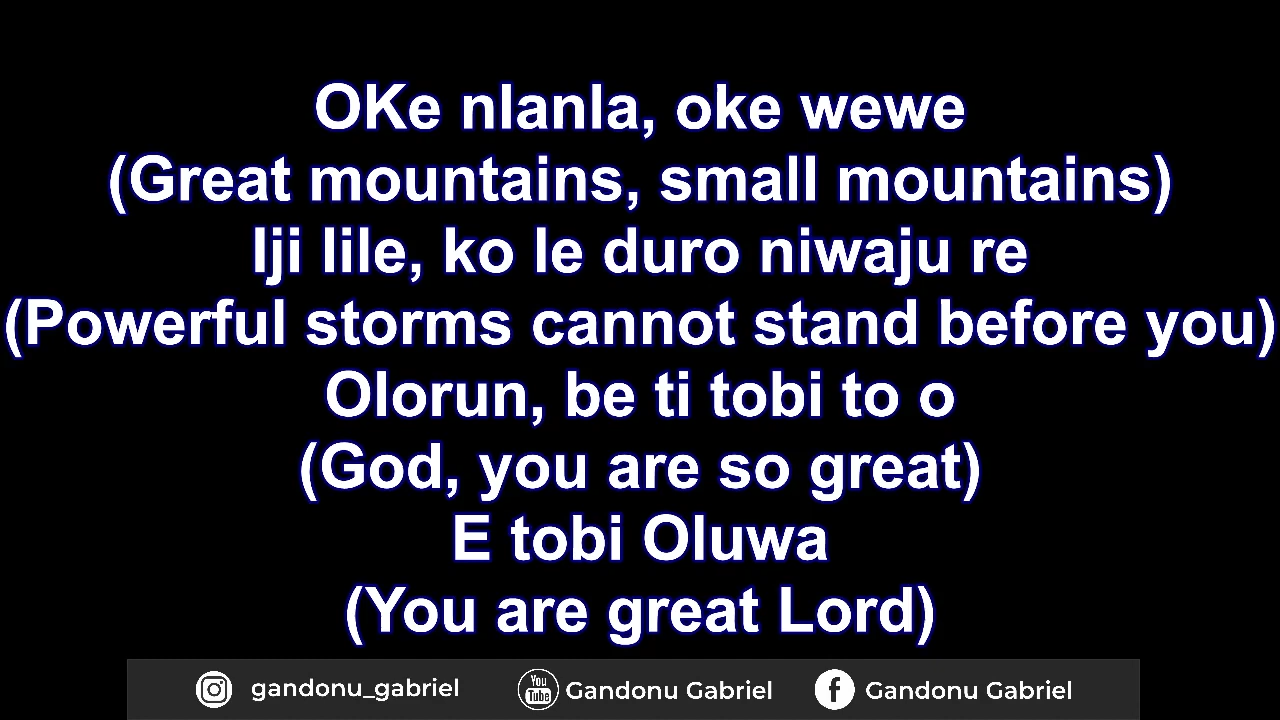 OKe nlanla, oke wewe
(Great mountains, small mountains)
Iji lile, ko le duro niwaju re
(Powerful storms cannot stand before you)
Olorun, be ti tobi to o
(God, you are so great)
E tobi Oluwa
(You are great Lord)
gandonu_gabriel You Tube Gandonu Gabriel f Gandonu Gabriel